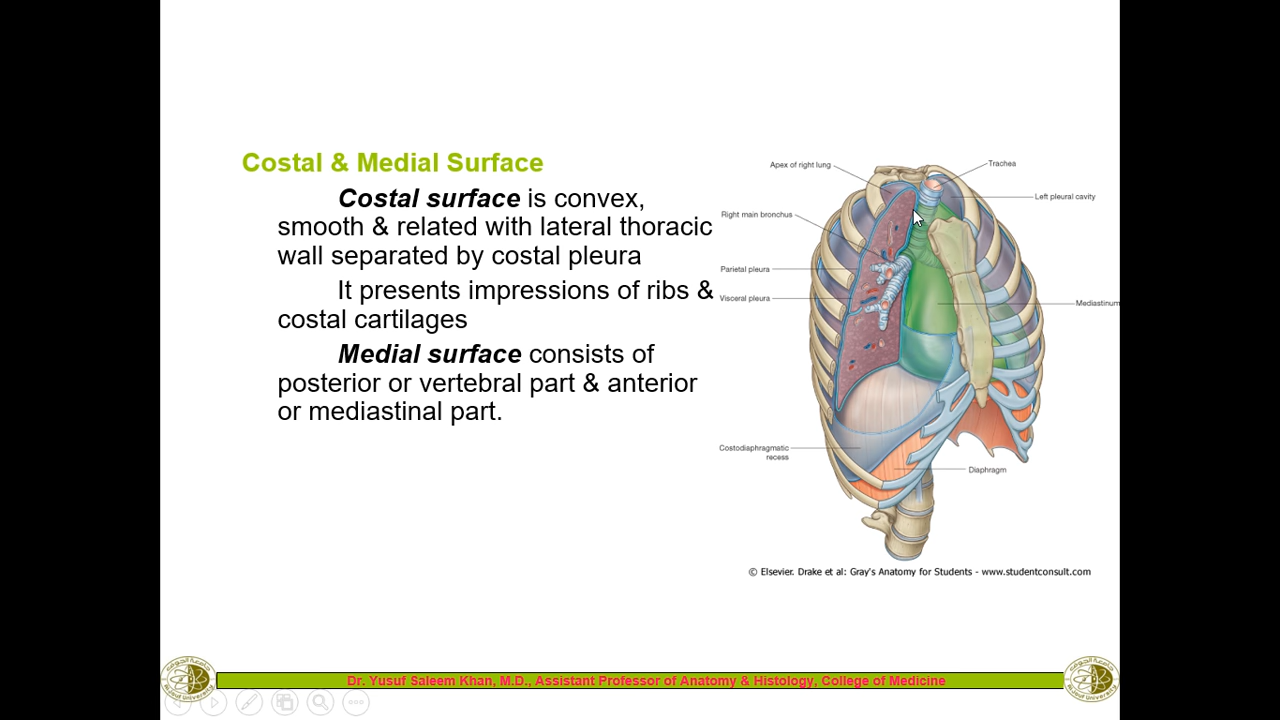 Costal & Medial Surface
Costal surface is convex,
smooth & related with lateral thoracic
wall separated by costal pleura
It presents impressions of ribs &
costal cartilages
Medial surface consists of
posterior or vertebral part & anterior
or mediastinal part.
Apex of right lung
Trachea
Left pleural cavity
Right main bronchus
Parietal pleura
Visceral pleura
Mediastinum
Costodiaphragmatic
recess
Diaphragm
© Elsevier. Drake et al: Gray's Anatomy for Students - www.studentconsult.com
Dr. Yusuf Saleem Khan, M.D., Assistant Professor of Anatomy & Histology, College of Medicine